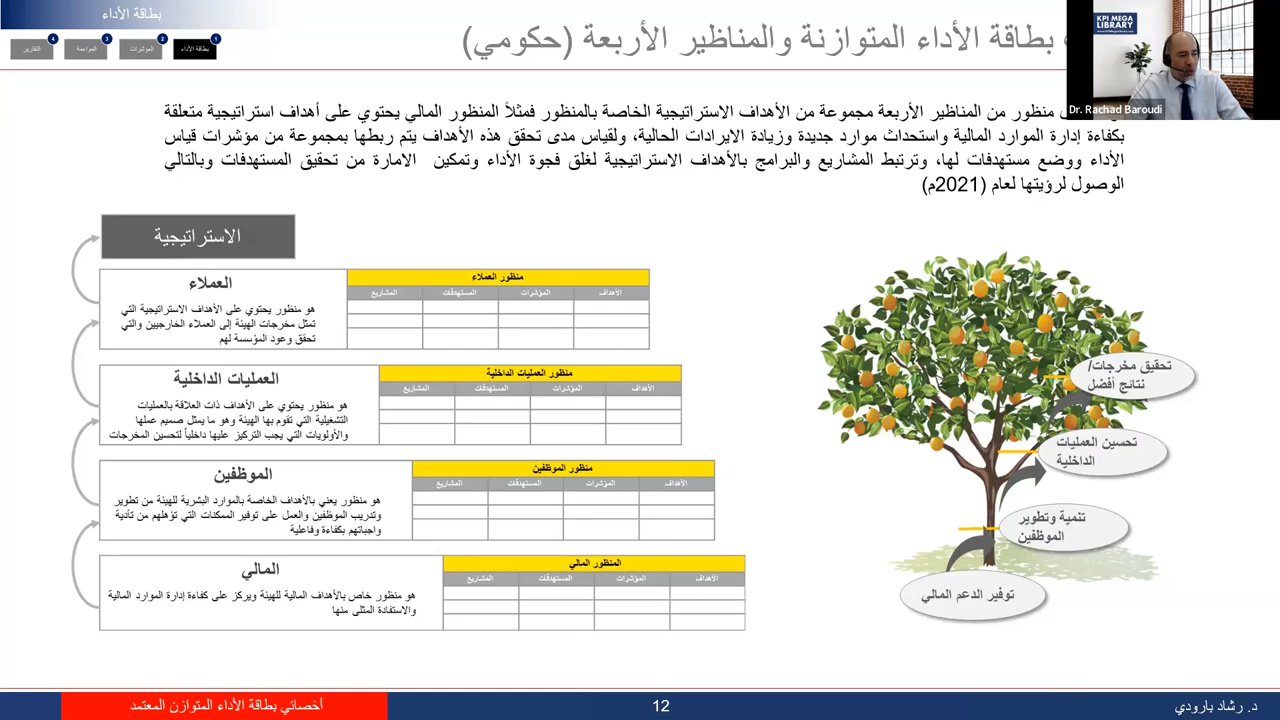 بطاقة الأداء
1
بطاقة الأداء
2
المؤشرات
3
المواءمة
4
التقارير
بطاقة الأداء المتوازنة والمناظير الأربعة (حكومي)
KPI MEGA
LIBRARY
Dr. Rachad Baroudi
منظور من المناظير الأربعة مجموعة من الأهداف الاستراتيجية الخاصة بالمنظور فمثلاً المنظور المالي يحتوي على أهداف استراتيجية متعلقة
بكفاءة إدارة الموارد المالية واستحداث موارد جديدة وزيادة الايرادات الحالية، ولقياس مدى تحقق هذه الأهداف يتم ربطها بمجموعة من مؤشرات قياس
الأداء ووضع مستهدفات لها، وترتبط المشاريع والبرامج بالأهداف الاستراتيجية لغلق فجوة الأداء وتمكين الامارة من تحقيق المستهدفات وبالتالي
الوصول لرؤيتها لعام (2021م)
الاستراتيجية
العملاء
هو منظور يحتوي على الأهداف الاستراتيجية التي
تمثل مخرجات الهيئة إلى العملاء الخارجيين والتي
تحقق وعود المؤسسة لهم
منظور العملاء
الأهداف المؤشرات المستهدفات المشاريع
العمليات الداخلية
هو منظور يحتوي على الأهداف ذات العلاقة بالعمليات
التشغيلية التي تقوم بها الهيئة وهو ما يمثل صميم عملها
والأولويات التي يجب التركيز عليها داخلياً لتحسين المخرجات
منظور العمليات الداخلية
الأهداف المؤشرات المستهدفات المشاريع
الموظفين
هو منظور يعني بالأهداف الخاصة بالموارد البشرية للهيئة من تطوير
وتدريب الموظفين والعمل على توفير الممكنات التي تؤهلهم من تأدية
واجباتهم بكفاءة وفاعلية
منظور الموظفين
الأهداف المؤشرات المستهدفات المشاريع
المالي
هو منظور خاص بالأهداف المالية للهيئة ويركز على كفاءة إدارة الموارد المالية
والاستفادة المثلى منها
المنظور المالي
الأهداف المؤشرات المستهدفات المشاريع
تحقيق مخرجات/
نتائج أفضل
تحسين العمليات
الداخلية
تنمية وتطوير
الموظفين
توفير الدعم المالي
د. رشاد بارودي
12
أخصائي بطاقة الأداء المتوازن المعتمد